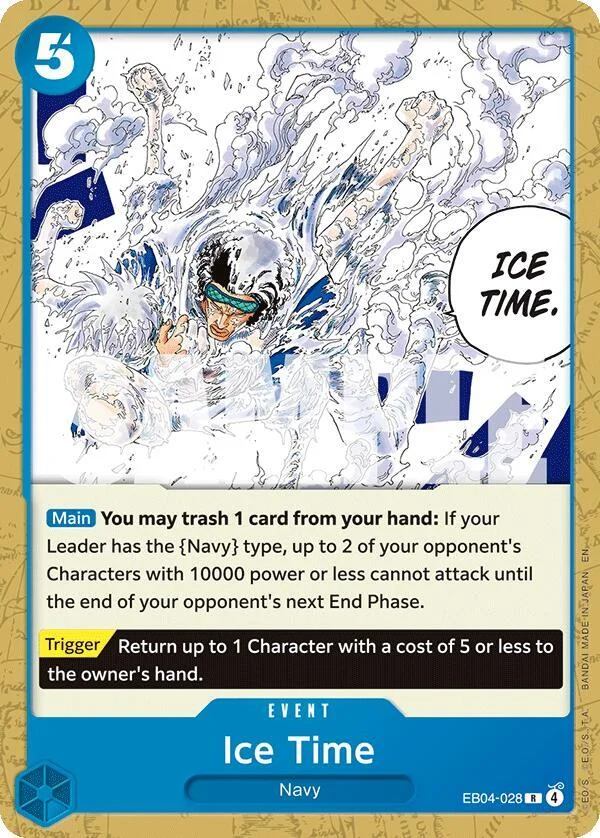 5
ICE
TIME.
Main You may trash 1 card from your hand: If your
Leader has the {Navy} type, up to 2 of your opponent's
Characters with 10000 power or less cannot attack until
the end of your opponent's next End Phase.
Trigger Return up to 1 Character with a cost of 5 or less to
the owner's hand.
EVENT
Ice Time
Navy
EB04-028 R 4
©E.O./S., ©E.O./S.,T.A. BANDAI MADE IN JAPAN EN